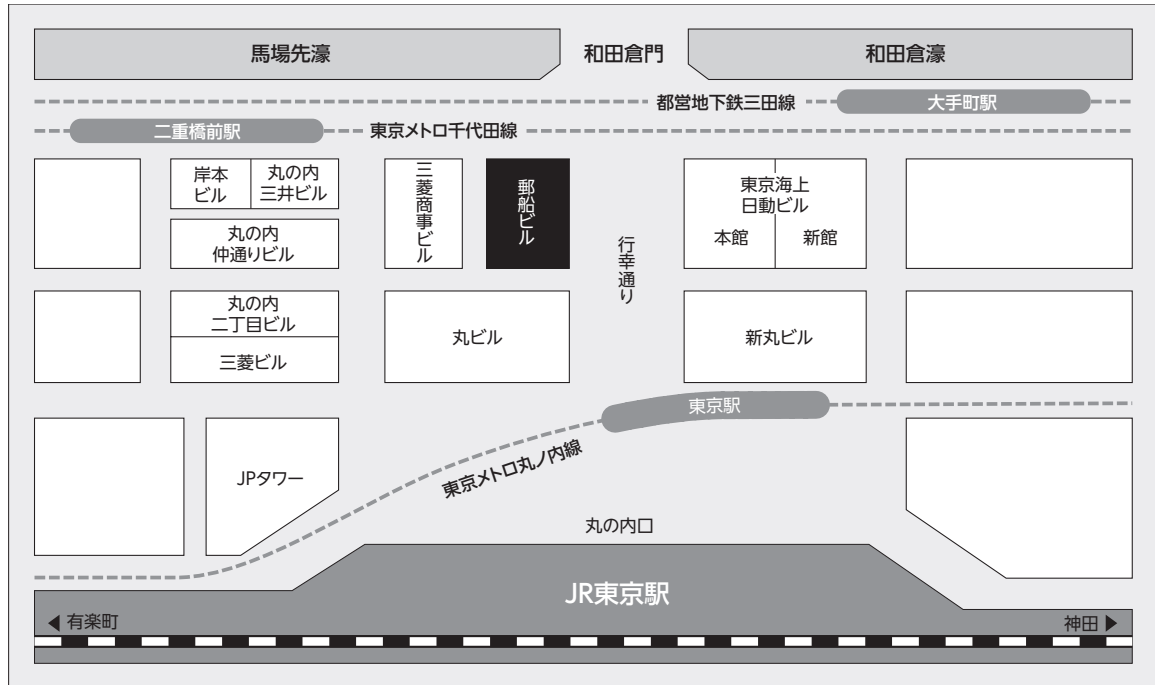 馬場先濠
和田倉門
和田倉濠
都営地下鉄三田線
大手町駅
二重橋前駅
東京メトロ千代田線
岸本
ビル
丸の内
三井ビル
三菱商事ビル
郵船ビル
東京海上
日動ビル
本館
新館
丸の内
仲通りビル
行幸通り
丸の内
二丁目ビル
三菱ビル
丸ビル
新丸ビル
東京駅
東京メトロ丸ノ内線
JPタワー
丸の内口
JR東京駅
◀ 有楽町
神田 ▶